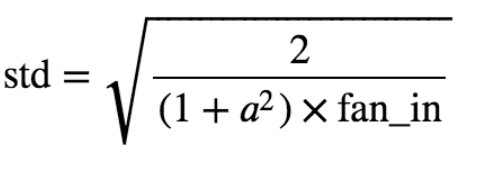 std = √(2 / ((1 + a²) × fan_in))